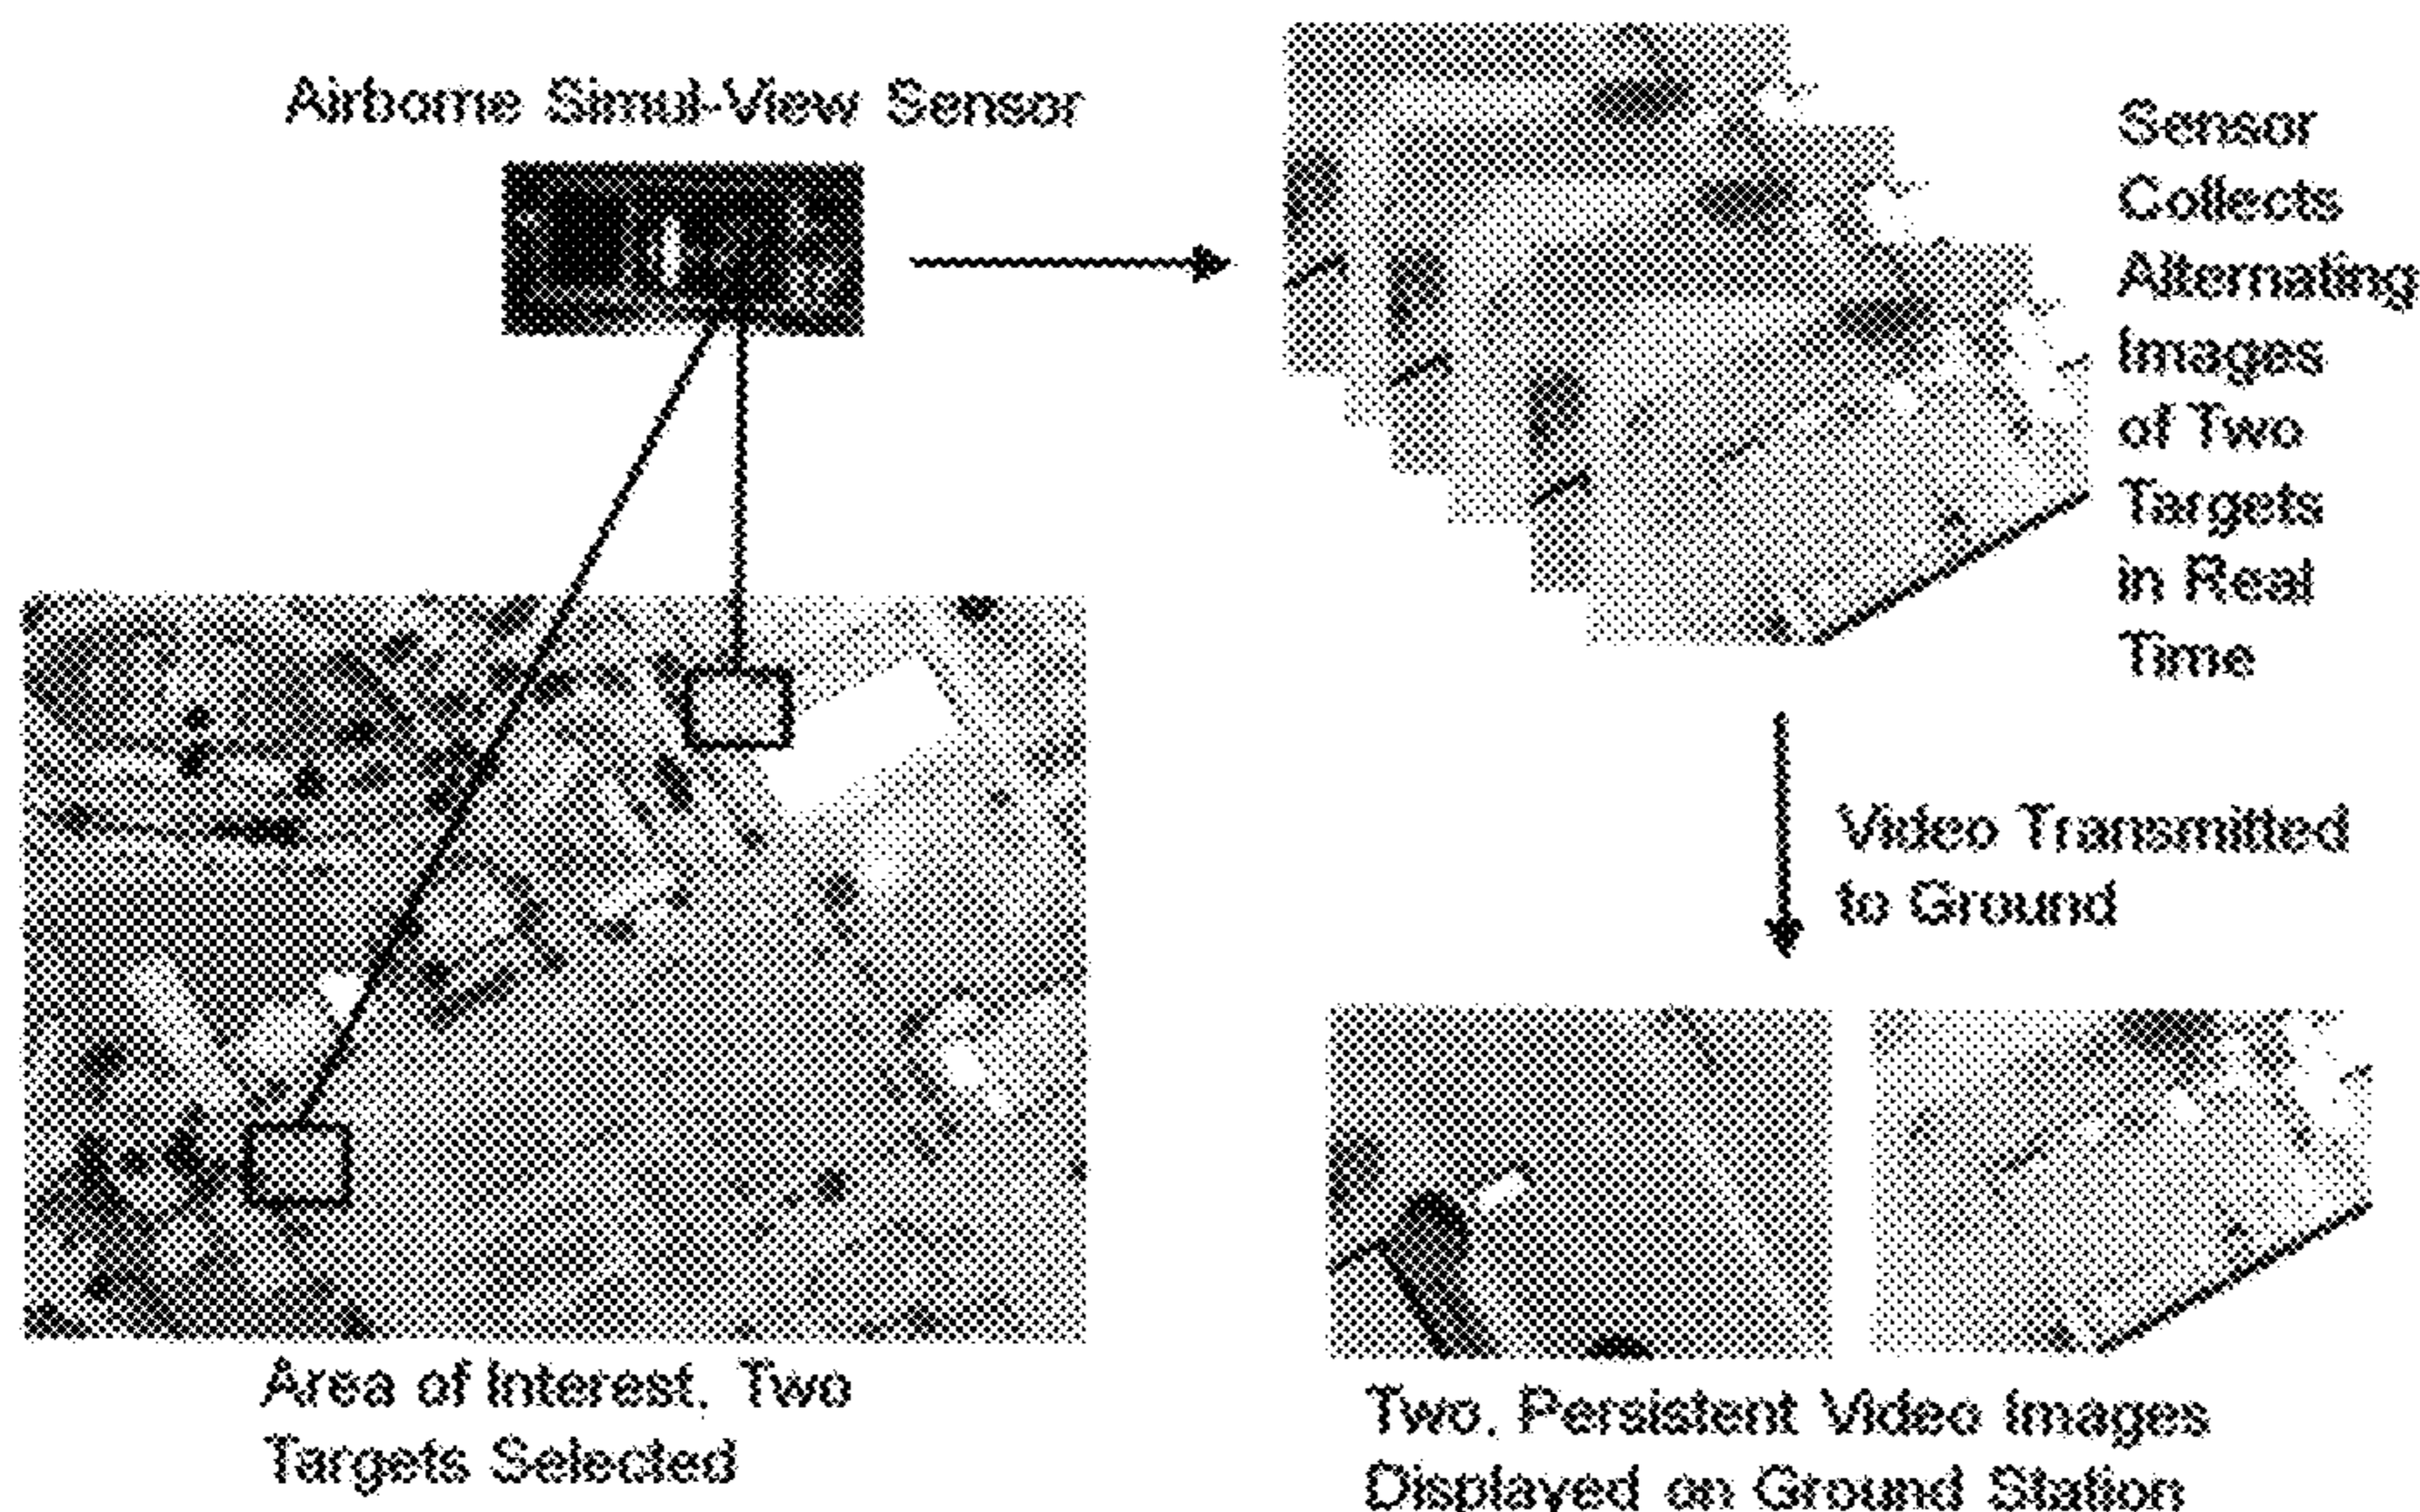 Airborne Simul-View Sensor
Sensor
Collects
Alternating
Images
of Two
Targets
in Real
Time
Video Transmitted
to Ground
Area of Interest, Two
Targets Selected
Two, Persistent Video Images
Displayed on Ground Station